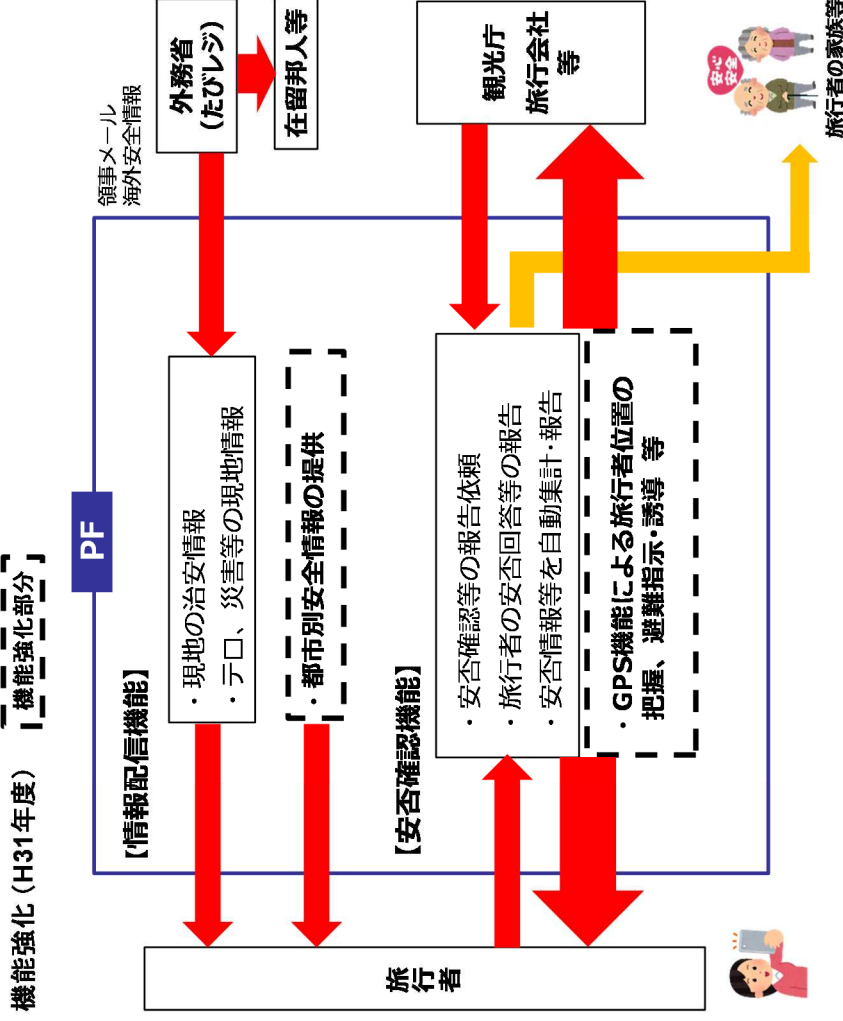 機能強化（H31年度）
機能強化部分
PF
【情報配信機能】
・現地の治安情報
・テロ、災害等の現地情報
・都市別安全情報の提供
領事メール
海外安全情報
外務省
（たびレジ）
在留邦人等
旅行者
【安否確認機能】
・安否確認等の報告依頼
・旅行者の安否回答等の報告
・安否情報等を自動集計・報告
・GPS機能による旅行者位置の
把握、避難指示・誘導 等
観光庁
旅行会社
等
安心
安全
旅行者の家族等